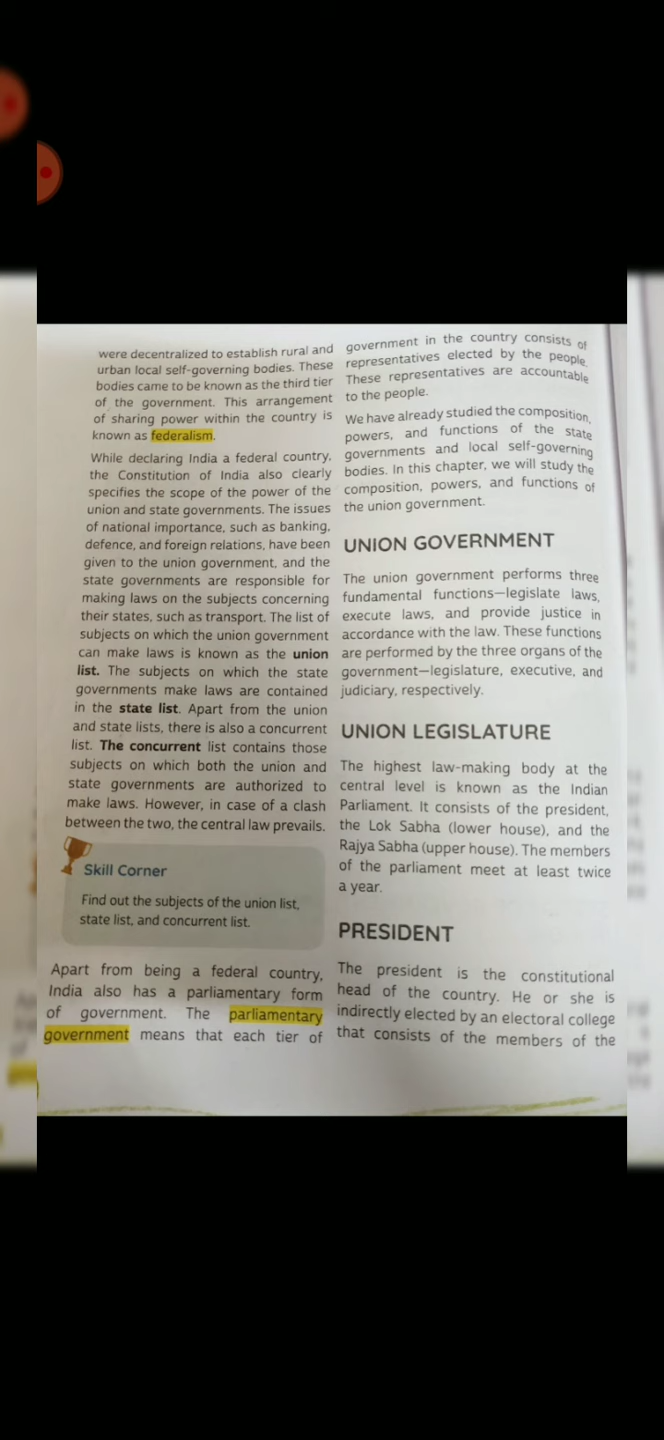 were decentralized to establish rural and
urban local self-governing bodies. These
bodies came to be known as the third tier
of the government. This arrangement
of sharing power within the country is
known as federalism.
While declaring India a federal country,
the Constitution of India also clearly
specifies the scope of the power of the
union and state governments. The issues
of national importance, such as banking,
defence, and foreign relations, have been
given to the union government, and the
state governments are responsible for
making laws on the subjects concerning
their states, such as transport. The list of
subjects on which the union government
can make laws is known as the union
list. The subjects on which the state
governments make laws are contained
in the state list. Apart from the union
and state lists, there is also a concurrent
list. The concurrent list contains those
subjects on which both the union and
state governments are authorized to
make laws. However, in case of a clash
between the two, the central law prevails.
Skill Corner
Find out the subjects of the union list,
state list, and concurrent list.
Apart from being a federal country,
India also has a parliamentary form
of government. The parliamentary
government means that each tier of
government in the country consists of
representatives elected by the people.
These representatives are accountable
to the people.
We have already studied the composition,
powers, and functions of the state
governments and local self-governing
bodies. In this chapter, we will study the
composition, powers, and functions of
the union government.
UNION GOVERNMENT
The union government performs three
fundamental functions—legislate laws,
execute laws, and provide justice in
accordance with the law. These functions
are performed by the three organs of the
government—legislature, executive, and
judiciary, respectively.
UNION LEGISLATURE
The highest law-making body at the
central level is known as the Indian
Parliament. It consists of the president,
the Lok Sabha (lower house), and the
Rajya Sabha (upper house). The members
of the parliament meet at least twice
a year.
PRESIDENT
The president is the constitutional
head of the country. He or she is
indirectly elected by an electoral college
that consists of the members of the